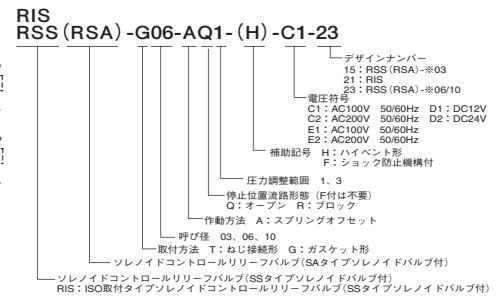 RIS
RSS(RSA)-G06-AQ1-(H)-C1-23
デザインナンバー
15：RSS(RSA)-※03
21：RIS
23：RSS(RSA)-※06/10
電圧符号
C1：AC100V 50/60Hz D1：DC12V
C2：AC200V 50/60Hz D2：DC24V
E1：AC100V 50/60Hz
E2：AC200V 50/60Hz
補助記号 H：ハイベント形
F：ショック防止機構付
圧力調整範囲 1、3
停止位置流路形態（F付は不要）
Q：オープン R：ブロック
作動方法 A：スプリングオフセット
呼び径 03、06、10
取付方法 T：ねじ接続形 G：ガスケット形
ソレノイドコントロールリリーフバルブ(SAタイプソレノイドバルブ付)
ソレノイドコントロールリリーフバルブ(SSタイプソレノイドバルブ付)
RIS：ISO取付タイプソレノイドコントロールリリーフバルブ(SSタイプソレノイドバルブ付)